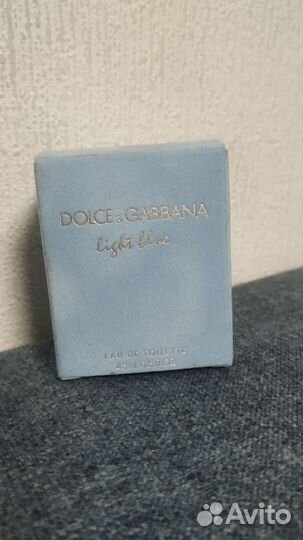 DOLCE & GABBANA
light blue
EAU DE TOILETTE
Avito